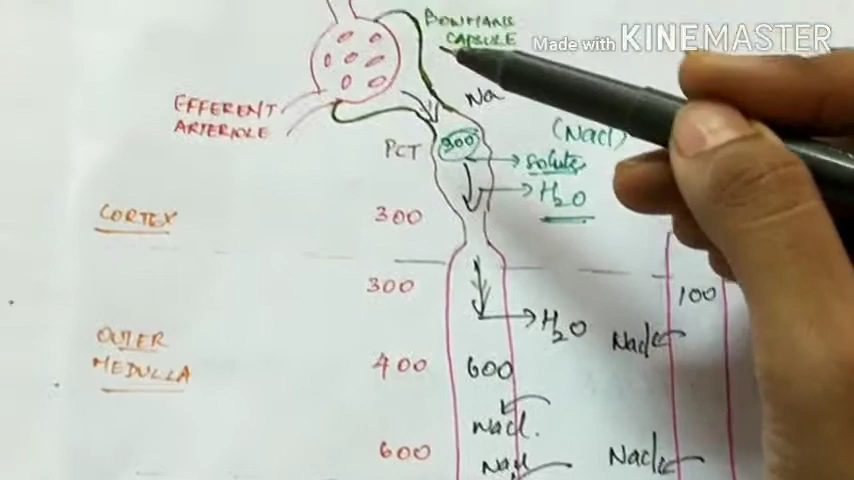 BOWMANS
CAPSULE
Made with KINEMASTER
EFFERENT
ARTERIOLE
Na
PCT
300
(Nacl)
solutes
H2O
CORTEX
300
300
100
H2O
Nacl
OUTER
MEDULLA
400
600
Nacl.
600
Nacl
Nacl